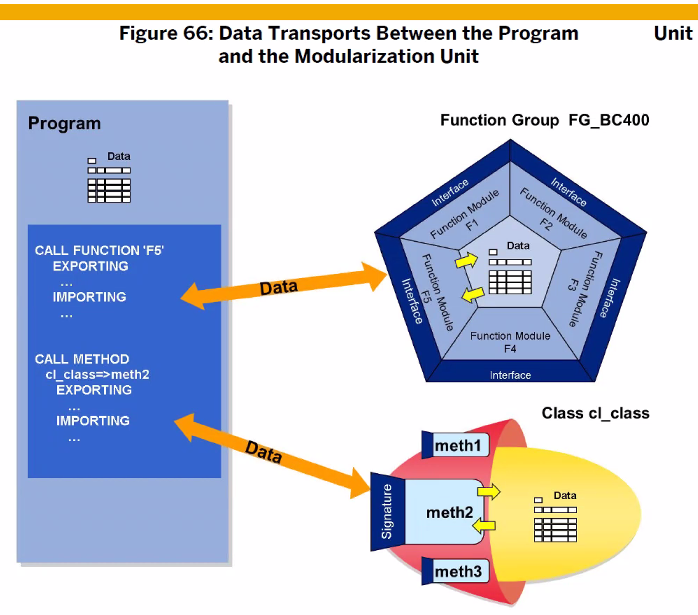 Figure 66: Data Transports Between the Program
and the Modularization Unit
Unit
Program
Data
CALL FUNCTION 'F5'
EXPORTING
...
IMPORTING
...
CALL METHOD
cl_class=>meth2
EXPORTING
...
IMPORTING
...
Data
Data
Function Group FG_BC400
Interface
Interface
Function Module
F1
Function Module
F2
Data
Interface
Function Module
F5
Function Module
F3
Interface
Function Module
F4
Interface
Class cl_class
meth1
Signature
meth2
Data
meth3